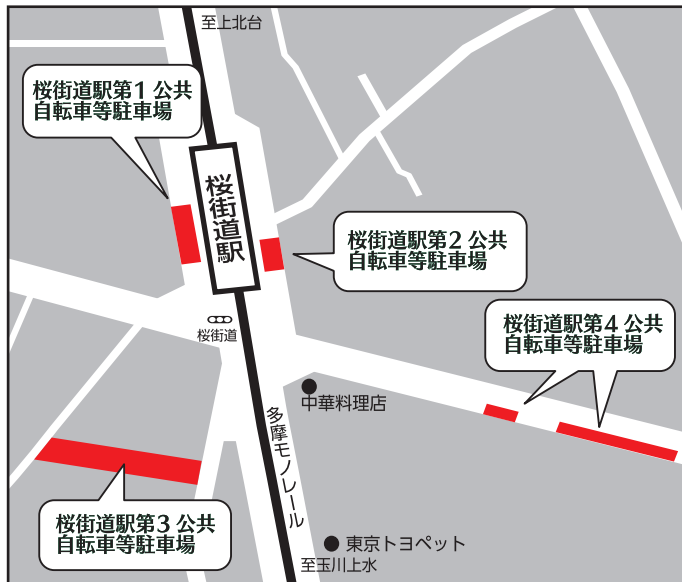 至上北台
桜街道駅第1公共
自転車等駐車場
桜街道駅
桜街道駅第2公共
自転車等駐車場
桜街道
桜街道駅第4公共
自転車等駐車場
中華料理店
多摩モノレール
桜街道駅第3公共
自転車等駐車場
東京トヨペット
至玉川上水